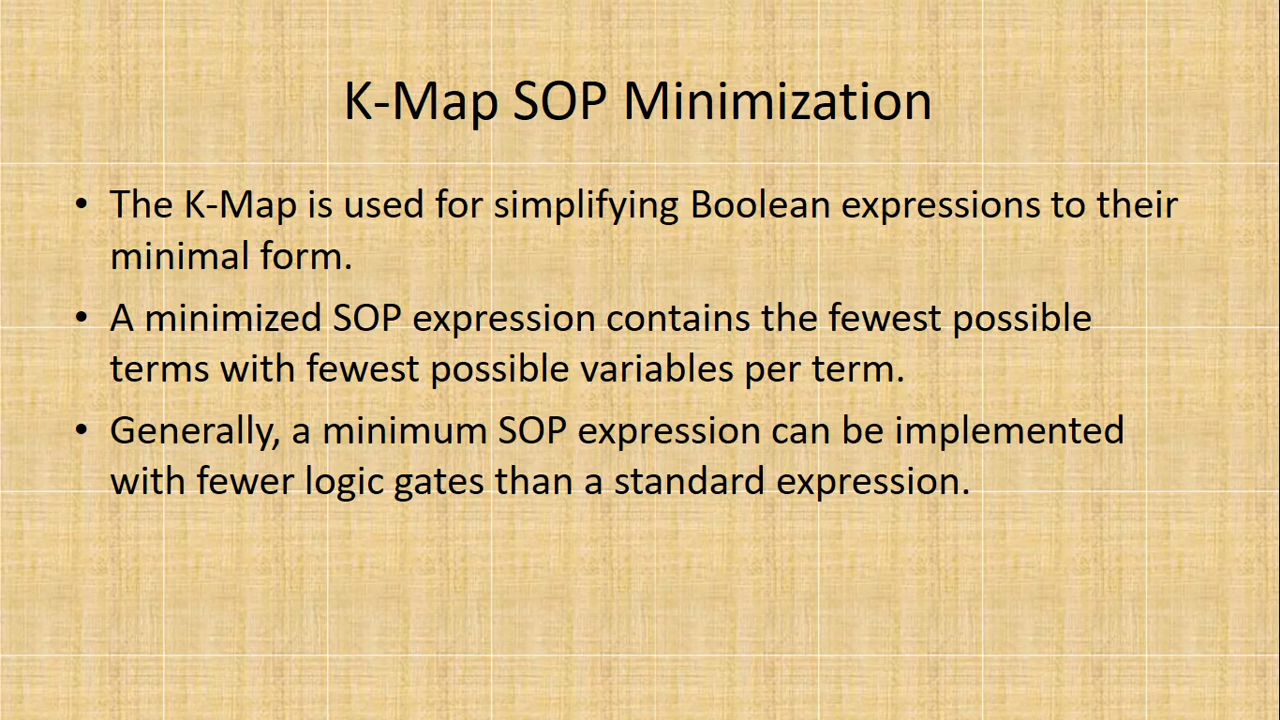 K-Map SOP Minimization
• The K-Map is used for simplifying Boolean expressions to their
minimal form.
• A minimized SOP expression contains the fewest possible
terms with fewest possible variables per term.
• Generally, a minimum SOP expression can be implemented
with fewer logic gates than a standard expression.